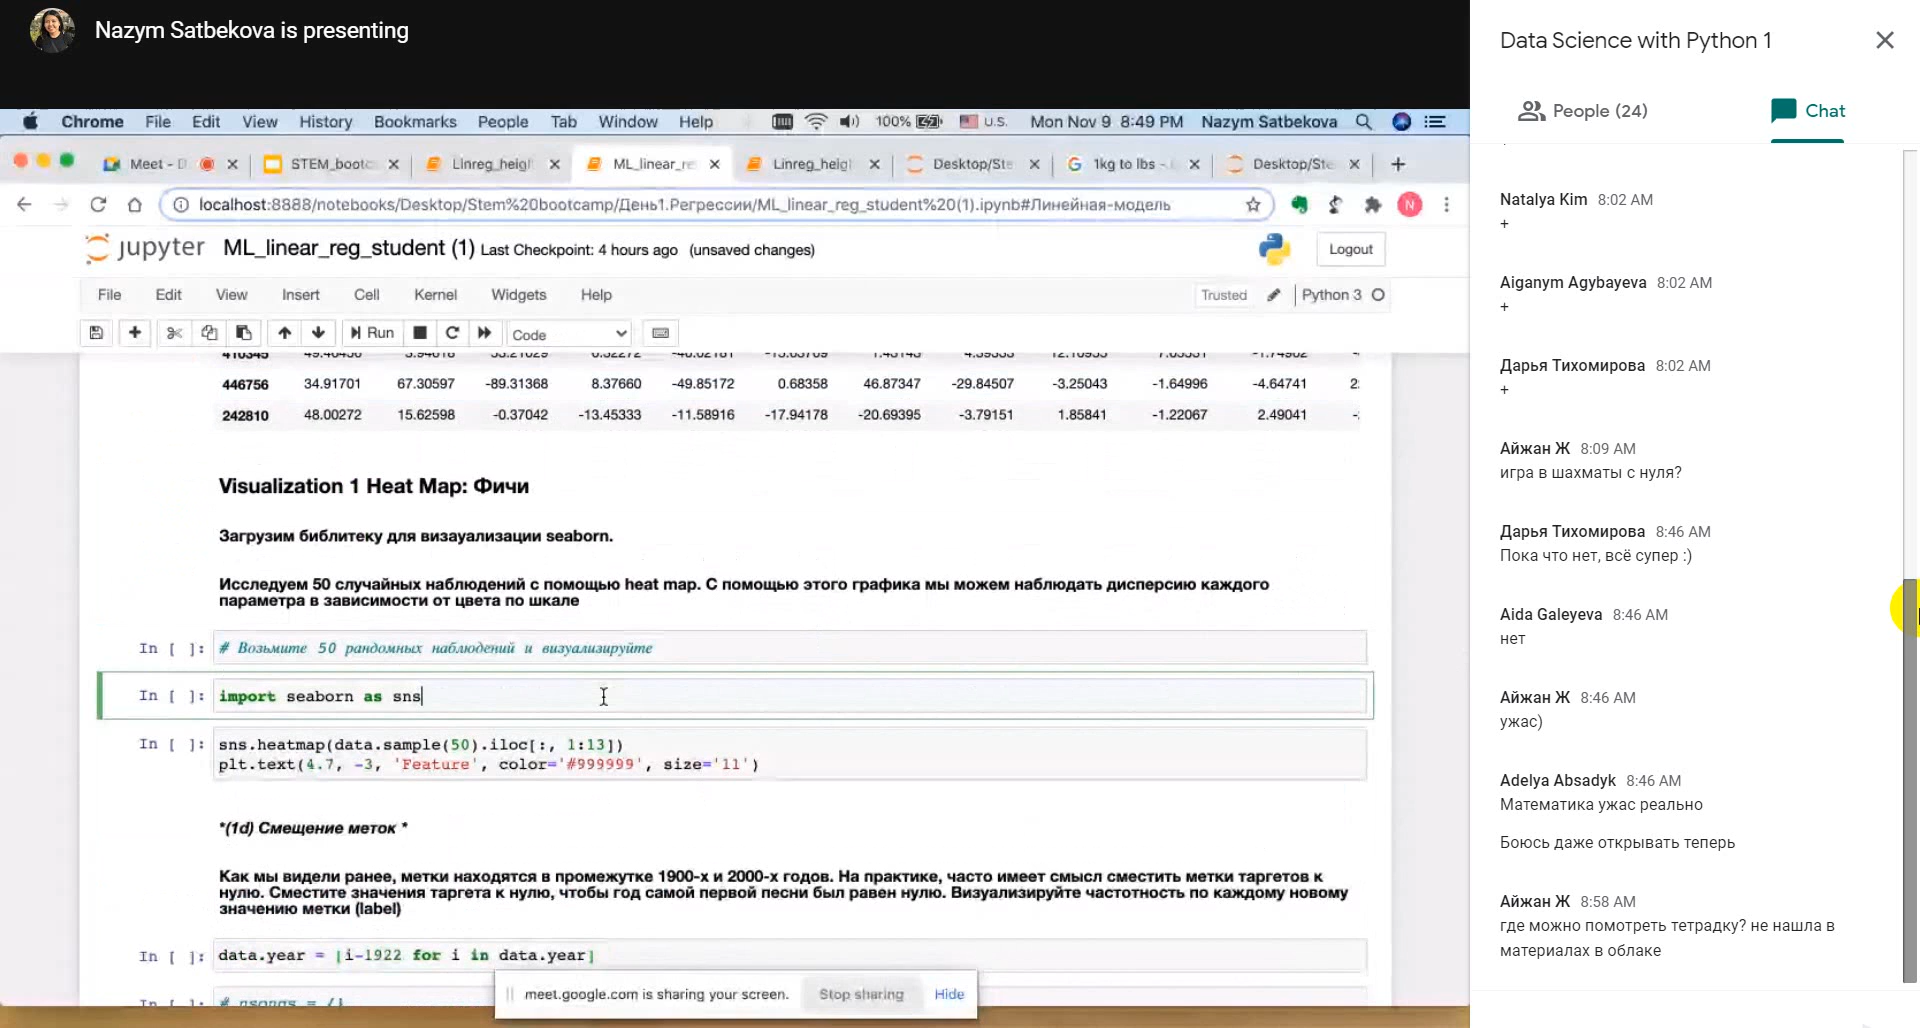 Nazym Satbekova is presenting
Chrome File Edit View History Bookmarks People Tab Window Help 100% U.S. Mon Nov 9 8:49 PM Nazym Satbekova
Meet - D STEM_bootc Linreg_heigh ML_linear_re Linreg_heigh Desktop/Ste 1kg to lbs - Desktop/Ste
localhost:8888/notebooks/Desktop/Stem%20bootcamp/День1.Регрессии/ML_linear_reg_student%20(1).ipynb#Линейная-модель N
jupyter ML_linear_reg_student (1) Last Checkpoint: 4 hours ago (unsaved changes) Logout
File Edit View Insert Cell Kernel Widgets Help Trusted Python 3
Run Code
446756 34.91701 67.30597 -89.31368 8.37660 -49.85172 0.68358 46.87347 -29.84507 -3.25043 -1.64996 -4.64741 2
242810 48.00272 15.62598 -0.37042 -13.45333 -11.58916 -17.94178 -20.69395 -3.79151 1.85841 -1.22067 2.49041 -
Visualization 1 Heat Map: Фичи
Загрузим библитеку для визауализации seaborn.
Исследуем 50 случайных наблюдений с помощью heat map. С помощью этого графика мы можем наблюдать дисперсию каждого
параметра в зависимости от цвета по шкале
In [ ]: # Возьмите 50 рандомных наблюдений и визуализируйте
In [ ]: import seaborn as sns
In [ ]: sns.heatmap(data.sample(50).iloc[:, 1:13])
plt.text(4.7, -3, 'Feature', color='#999999', size='11')
*(1d) Смещение меток *
Как мы видели ранее, метки находятся в промежутке 1900-х и 2000-х годов. На практике, часто имеет смысл сместить метки таргетов к
нулю. Сместите значения таргета к нулю, чтобы год самой первой песни был равен нулю. Визуализируйте частотность по каждому новому
значению метки (label)
In [ ]: data.year = [i-1922 for i in data.year]
meet.google.com is sharing your screen. Stop sharing Hide
Data Science with Python 1
People (24) Chat
Natalya Kim 8:02 AM
+
Aiganym Agybayeva 8:02 AM
+
Дарья Тихомирова 8:02 AM
+
Айжан Ж 8:09 AM
игра в шахматы с нуля?
Дарья Тихомирова 8:46 AM
Пока что нет, всё супер :)
Aida Galeyeva 8:46 AM
нет
Айжан Ж 8:46 AM
ужас)
Adelya Absadyk 8:46 AM
Математика ужас реально
Боюсь даже открывать теперь
Айжан Ж 8:58 AM
где можно помотреть тетрадку? не нашла в
материалах в облаке